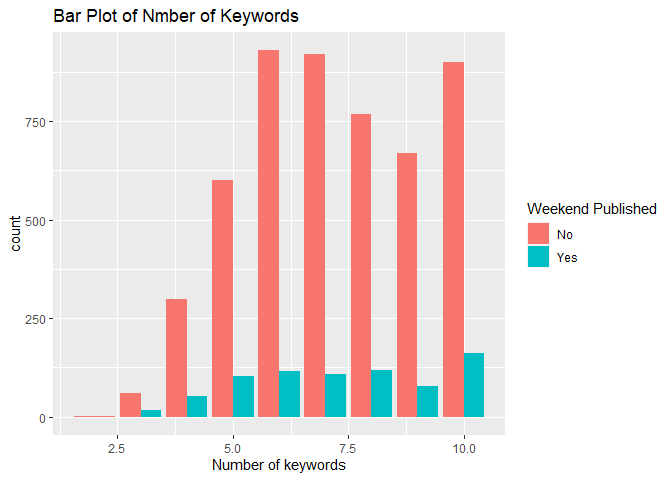 Bar Plot of Nmber of Keywords
count
750
500
250
0
2.5 5.0 7.5 10.0
Number of keywords
Weekend Published
No
Yes